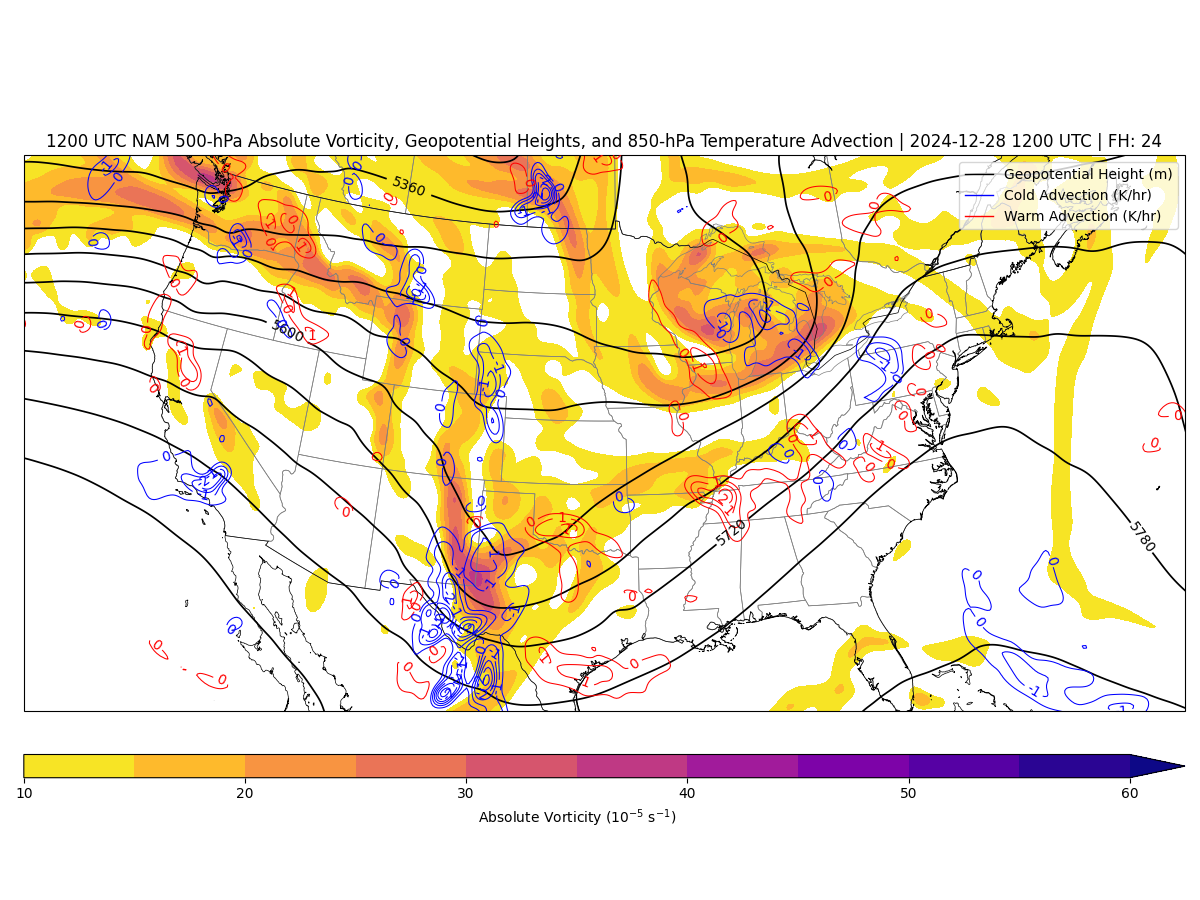 1200 UTC NAM 500-hPa Absolute Vorticity, Geopotential Heights, and 850-hPa Temperature Advection | 2024-12-28 1200 UTC | FH: 24
Geopotential Height (m)
Cold Advection (K/hr)
Warm Advection (K/hr)
5360
5600
5720
5780
10 20 30 40 50 60
Absolute Vorticity (10⁻⁵ s⁻¹)